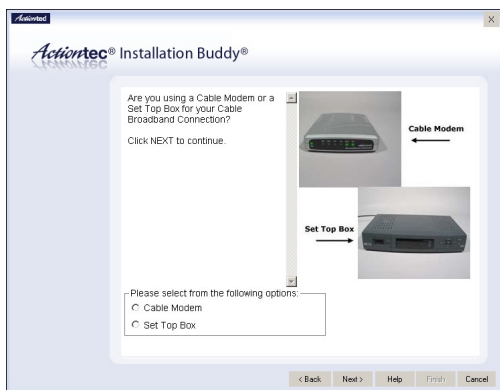 Actiontec
X
Actiontec® Installation Buddy®
Are you using a Cable Modem or a
Set Top Box for your Cable
Broadband Connection?
Click NEXT to continue.
Cable Modem
Set Top Box
Please select from the following options:
Cable Modem
Set Top Box
< Back
Next >
Help
Finish
Cancel